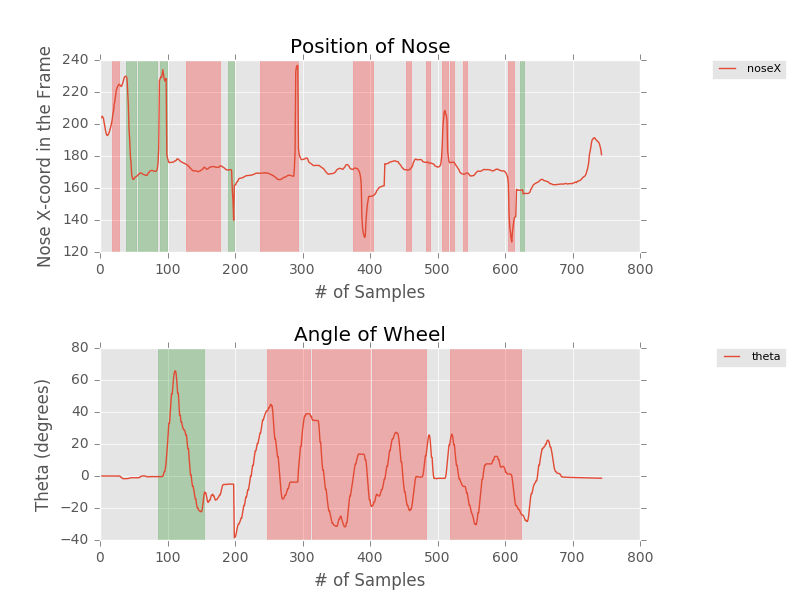 Position of Nose
Nose X-coord in the Frame
240
220
200
180
160
140
120
0 100 200 300 400 500 600 700 800
# of Samples
noseX
Angle of Wheel
Theta (degrees)
80
60
40
20
0
−20
−40
0 100 200 300 400 500 600 700 800
# of Samples
theta